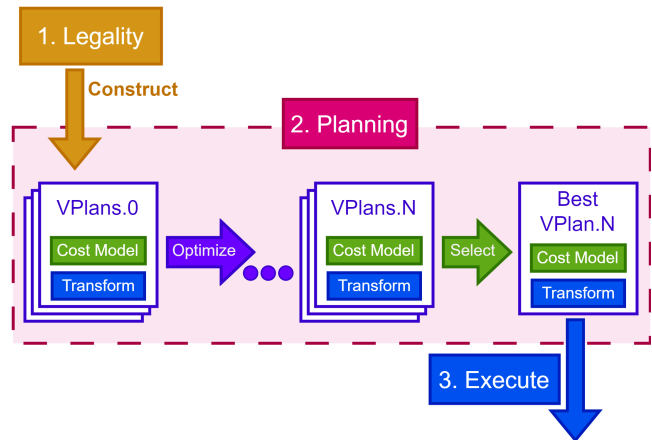 1. Legality
Construct
2. Planning
VPlans.0
Cost Model
Transform
Optimize
VPlans.N
Cost Model
Transform
Select
Best
VPlan.N
Cost Model
Transform
3. Execute